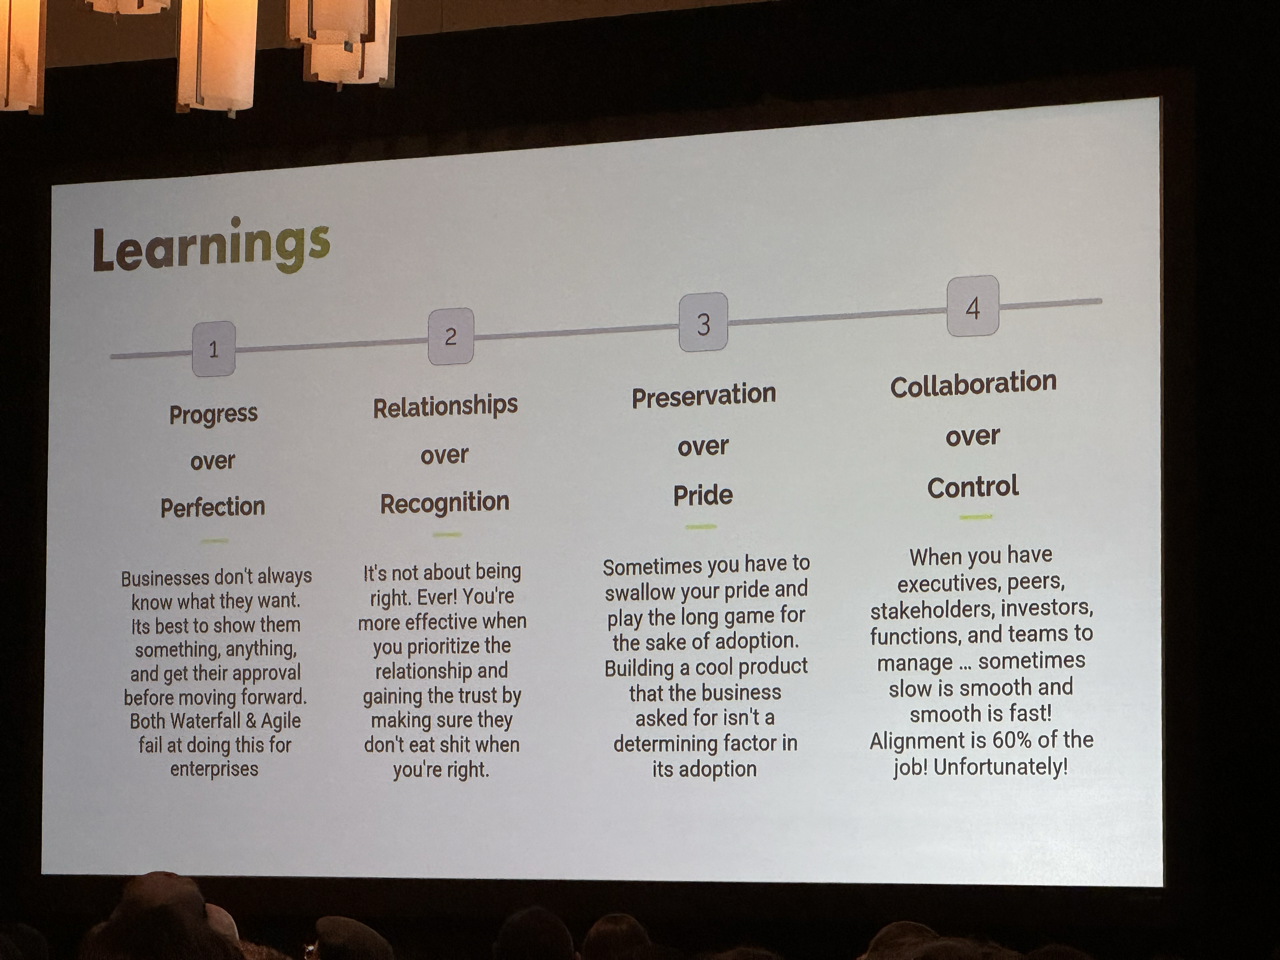 Learnings
1
Progress
over
Perfection
Businesses don't always
know what they want.
Its best to show them
something, anything,
and get their approval
before moving forward.
Both Waterfall & Agile
fail at doing this for
enterprises
2
Relationships
over
Recognition
It's not about being
right. Ever! You're
more effective when
you prioritize the
relationship and
gaining the trust by
making sure they
don't eat shit when
you're right.
3
Preservation
over
Pride
Sometimes you have to
swallow your pride and
play the long game for
the sake of adoption.
Building a cool product
that the business
asked for isn't a
determining factor in
its adoption
4
Collaboration
over
Control
When you have
executives, peers,
stakeholders, investors,
functions, and teams to
manage ... sometimes
slow is smooth and
smooth is fast!
Alignment is 60% of the
job! Unfortunately!